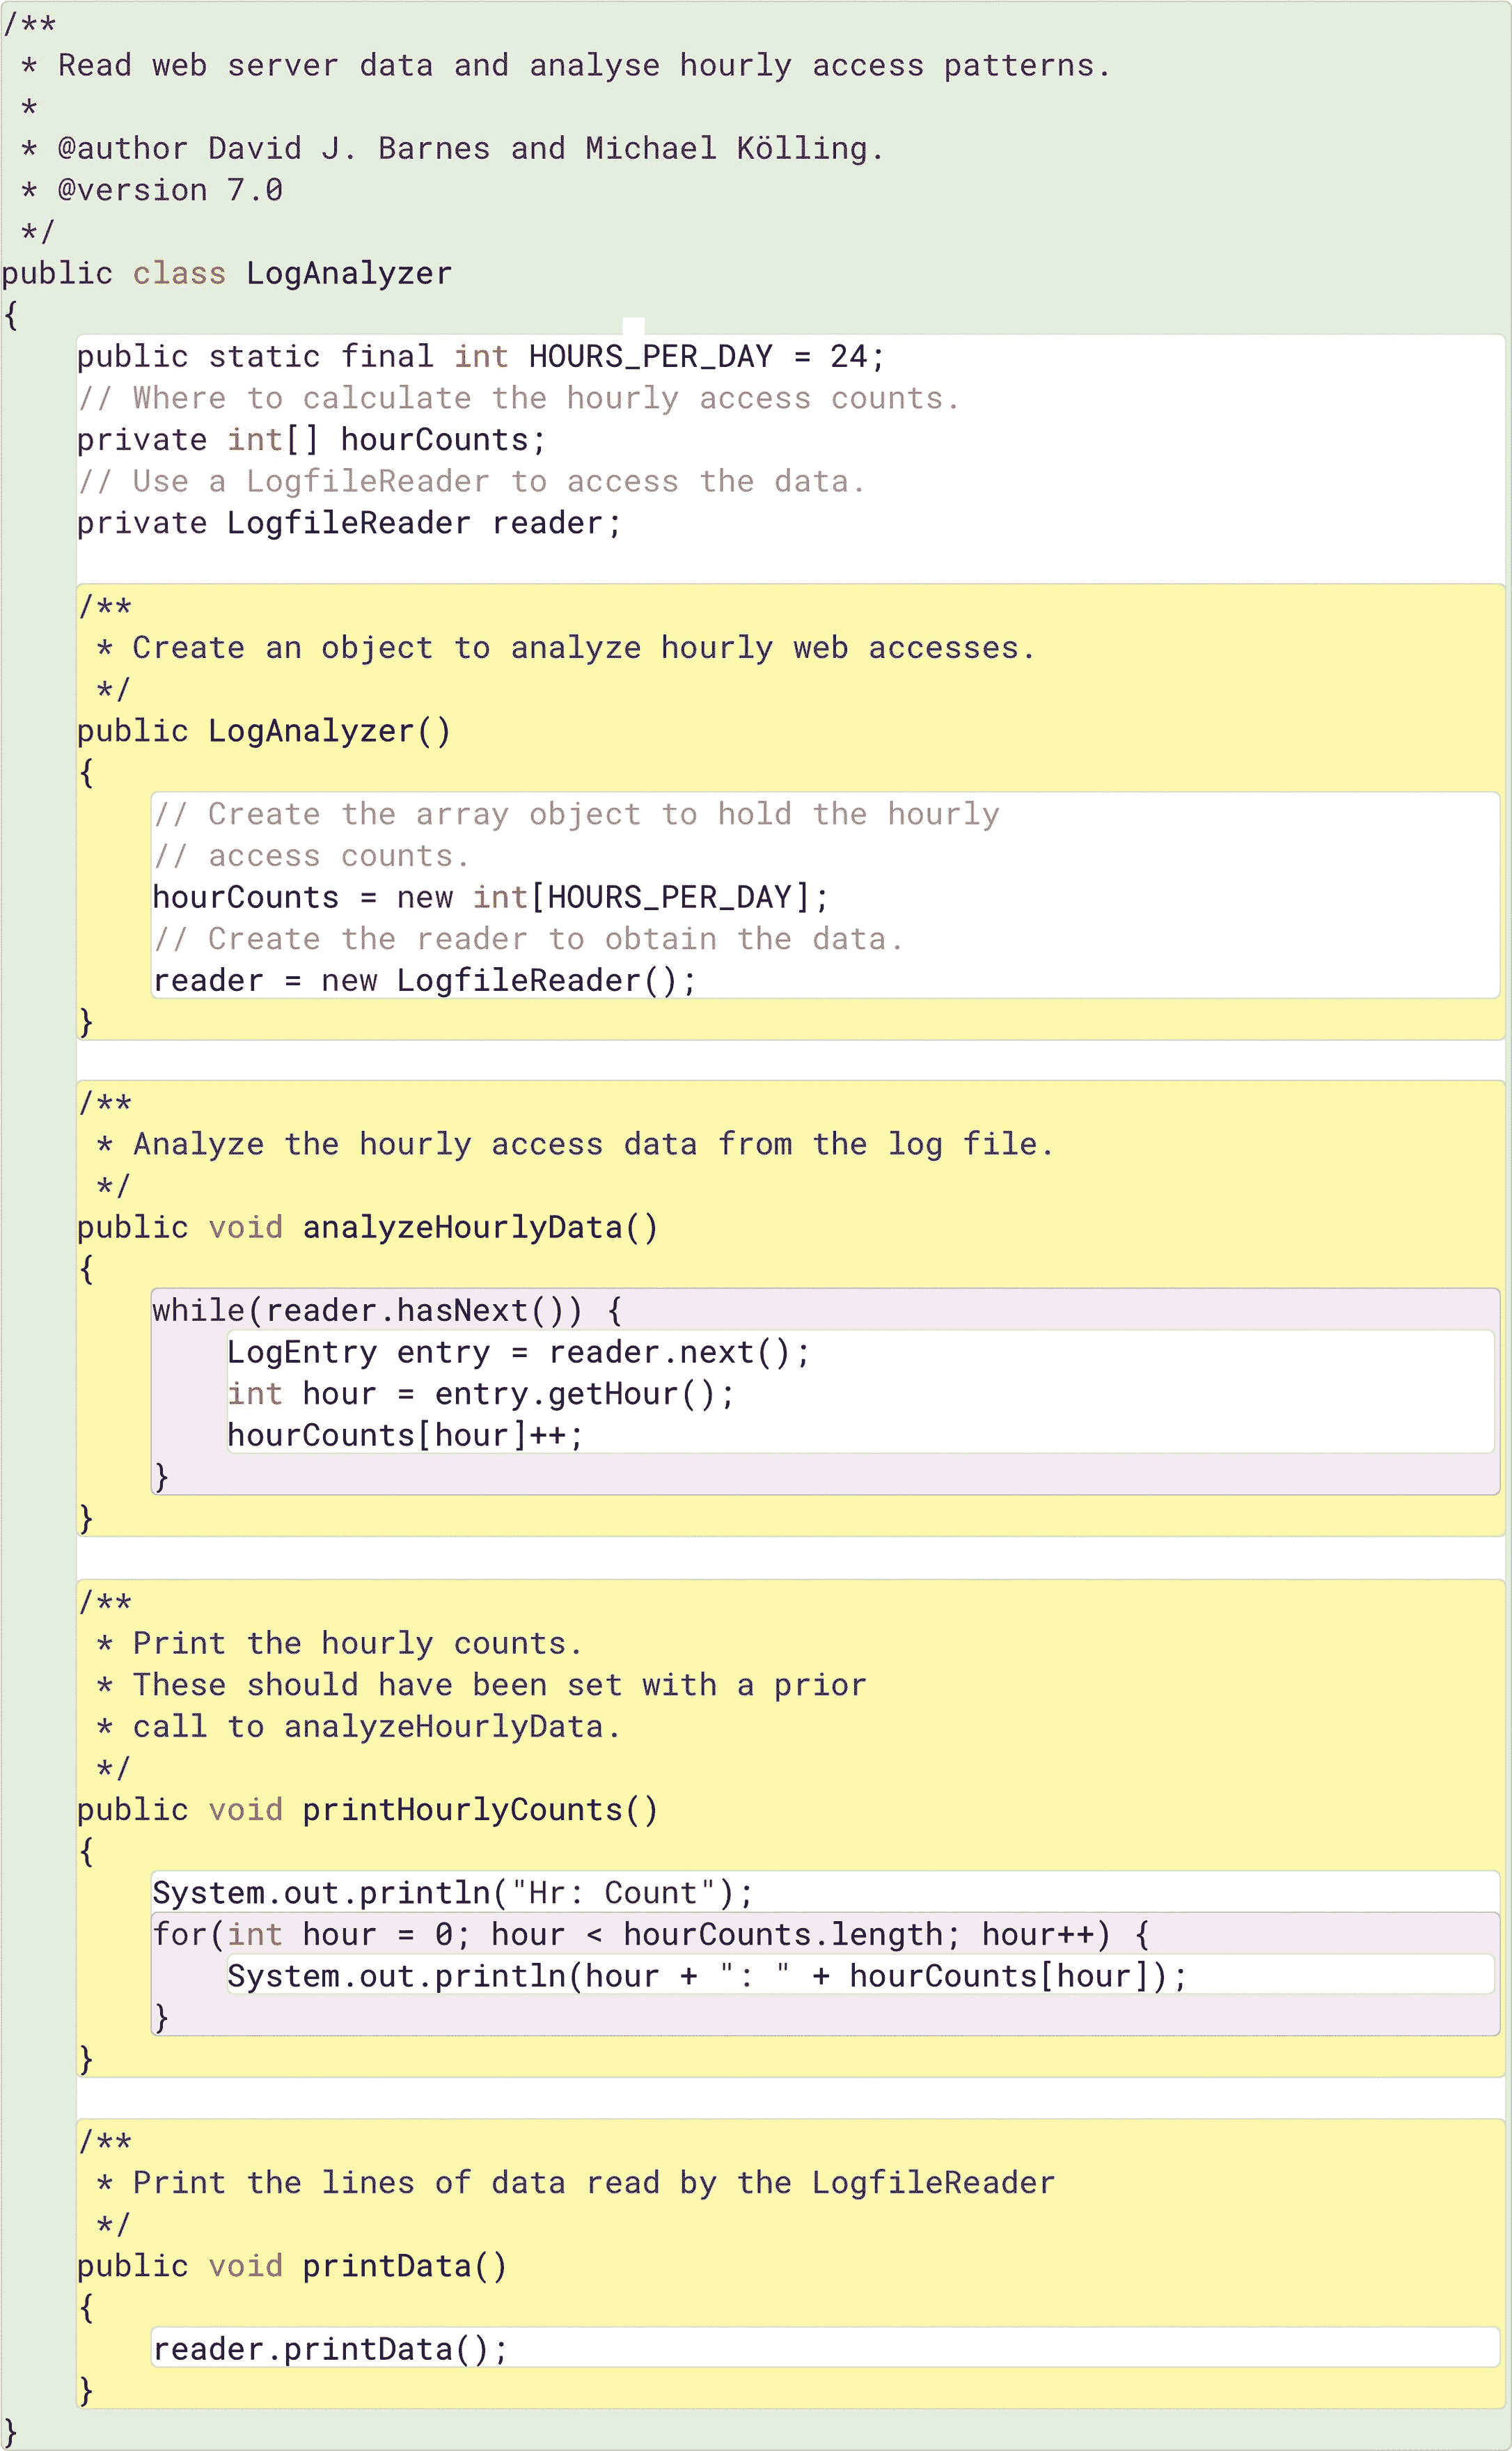 /**
 * Read web server data and analyse hourly access patterns.
 *
 * @author David J. Barnes and Michael Kölling.
 * @version 7.0
 */
public class LogAnalyzer
{
    public static final int HOURS_PER_DAY = 24;
    // Where to calculate the hourly access counts.
    private int[] hourCounts;
    // Use a LogfileReader to access the data.
    private LogfileReader reader;

    /**
     * Create an object to analyze hourly web accesses.
     */
    public LogAnalyzer()
    {
        // Create the array object to hold the hourly
        // access counts.
        hourCounts = new int[HOURS_PER_DAY];
        // Create the reader to obtain the data.
        reader = new LogfileReader();
    }

    /**
     * Analyze the hourly access data from the log file.
     */
    public void analyzeHourlyData()
    {
        while(reader.hasNext()) {
            LogEntry entry = reader.next();
            int hour = entry.getHour();
            hourCounts[hour]++;
        }
    }

    /**
     * Print the hourly counts.
     * These should have been set with a prior
     * call to analyzeHourlyData.
     */
    public void printHourlyCounts()
    {
        System.out.println("Hr: Count");
        for(int hour = 0; hour < hourCounts.length; hour++) {
            System.out.println(hour + ": " + hourCounts[hour]);
        }
    }

    /**
     * Print the lines of data read by the LogfileReader
     */
    public void printData()
    {
        reader.printData();
    }
}